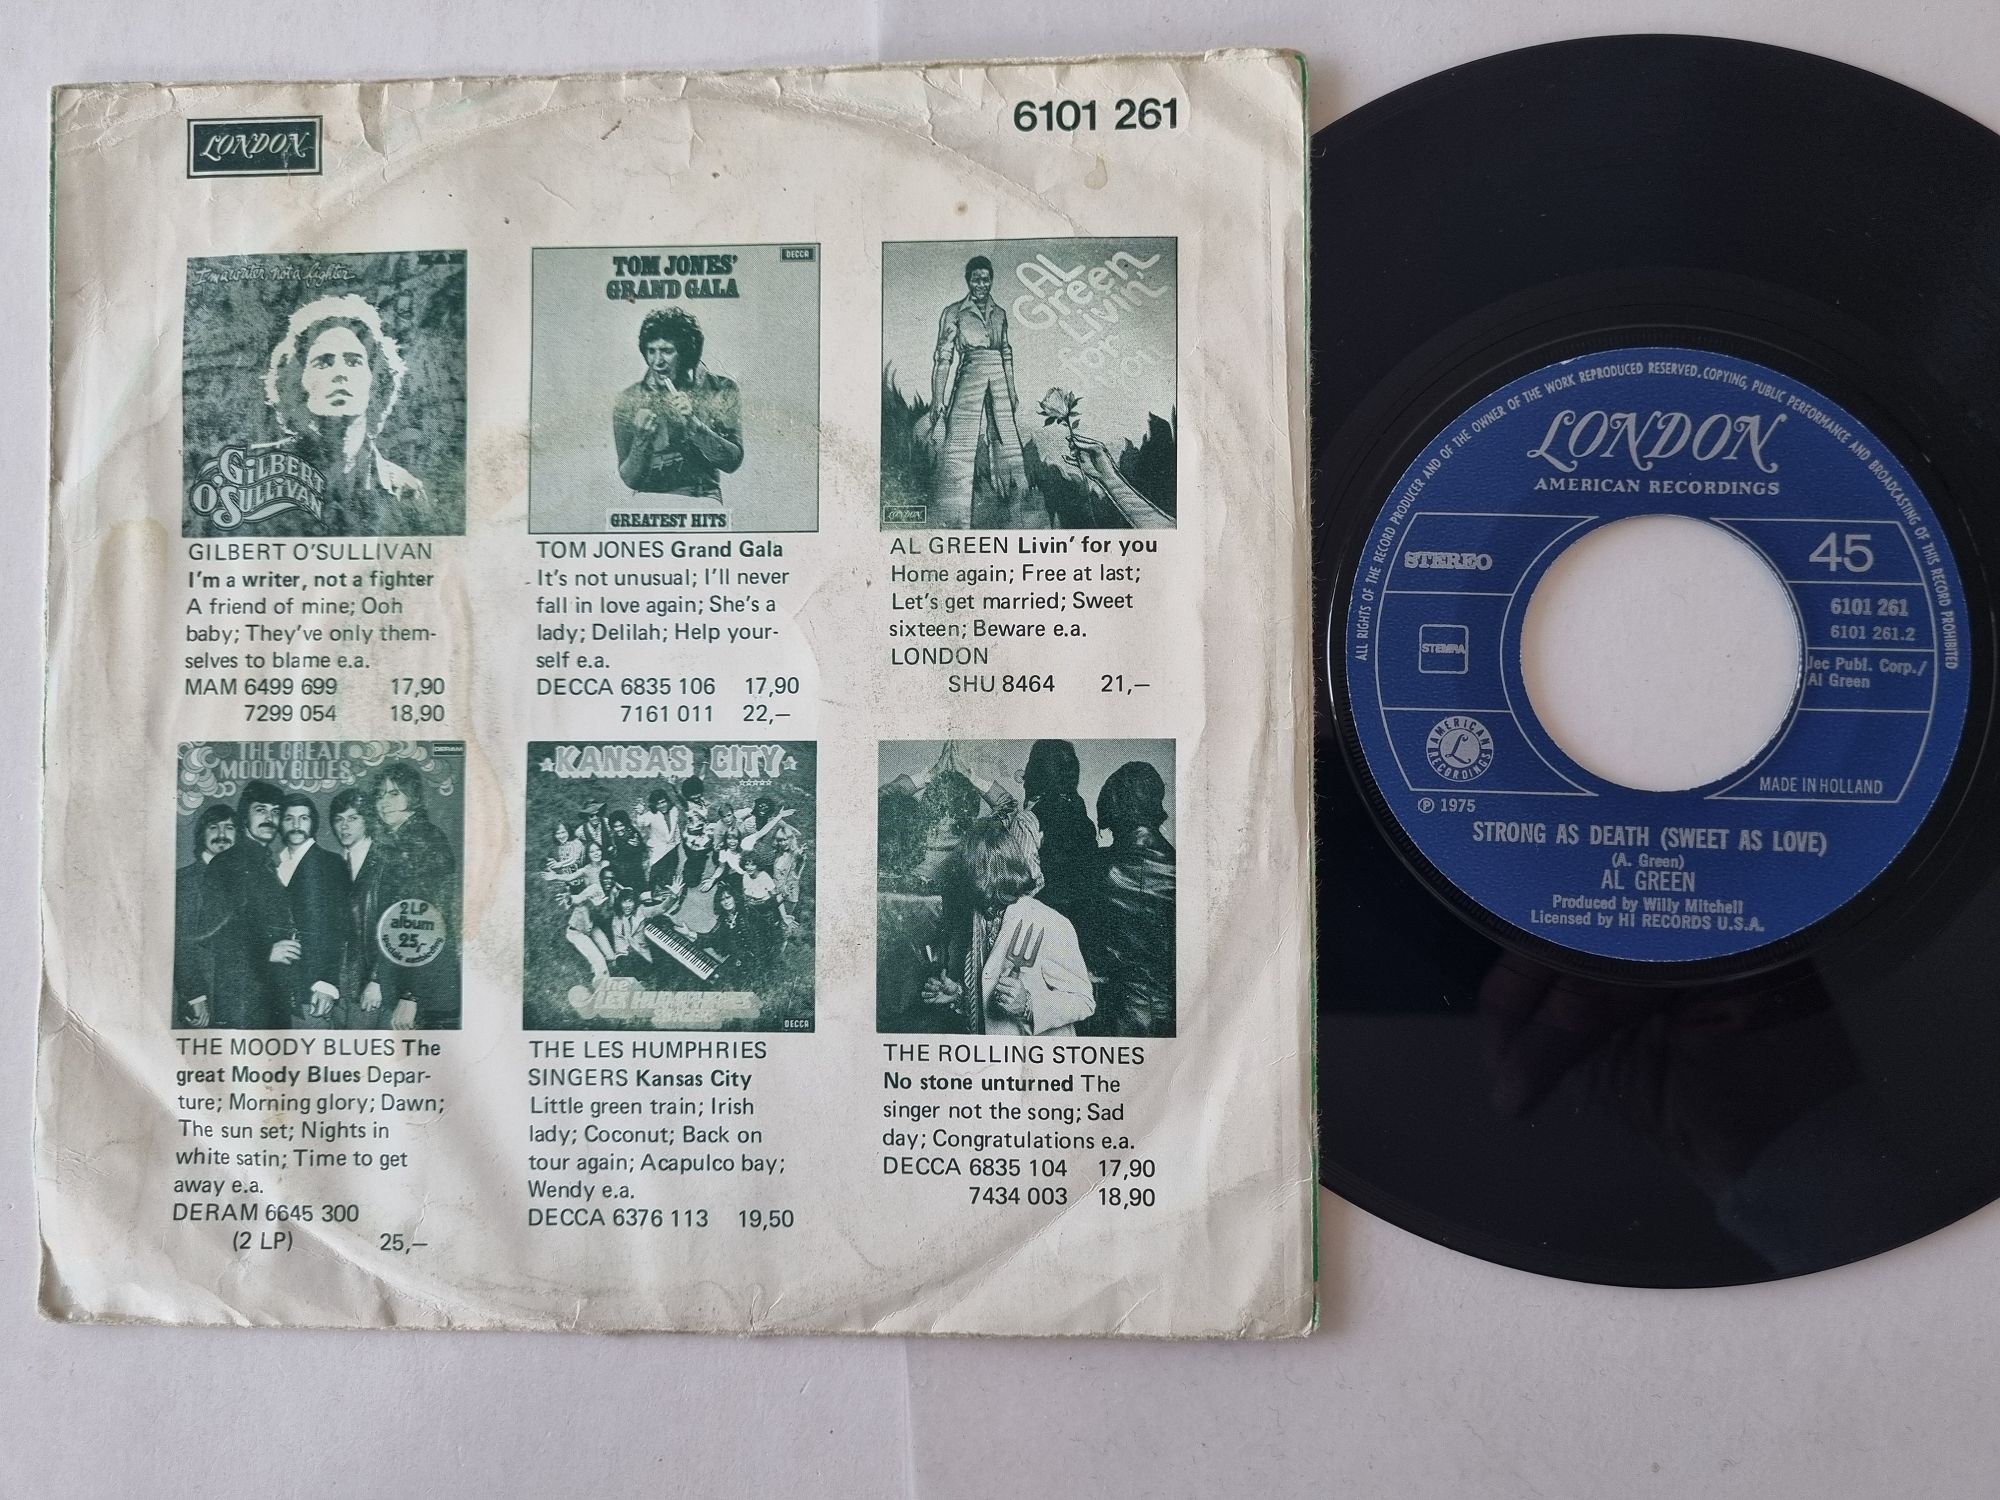 LONDON
6101 261
I'm a writer, not a fighter
GILBERT
O'SULLIVAN
GILBERT O'SULLIVAN
I'm a writer, not a fighter
A friend of mine; Ooh
baby; They've only them-
selves to blame e.a.
MAM 6499 699 17,90
7299 054 18,90
DECCA
TOM JONES'
GRAND GALA
GREATEST HITS
TOM JONES Grand Gala
It's not unusual; I'll never
fall in love again; She's a
lady; Delilah; Help your-
self e.a.
DECCA 6835 106 17,90
7161 011 22,—
AL
Green
Livin'
for
You
LONDON
AL GREEN Livin' for you
Home again; Free at last;
Let's get married; Sweet
sixteen; Beware e.a.
LONDON
SHU 8464 21,—
THE GREAT
MOODY BLUES
DERAM
2 LP
album
25,-
THE MOODY BLUES The
great Moody Blues Depar-
ture; Morning glory; Dawn;
The sun set; Nights in
white satin; Time to get
away e.a.
DERAM 6645 300
(2 LP) 25,—
KANSAS CITY
The
LES HUMPHRIES
SINGERS
DECCA
THE LES HUMPHRIES
SINGERS Kansas City
Little green train; Irish
lady; Coconut; Back on
tour again; Acapulco bay;
Wendy e.a.
DECCA 6376 113 19,50
THE ROLLING STONES
No stone unturned The
singer not the song; Sad
day; Congratulations e.a.
DECCA 6835 104 17,90
7434 003 18,90
ALL RIGHTS OF THE RECORD PRODUCER AND OF THE OWNER OF THE WORK REPRODUCED RESERVED. COPYING, PUBLIC PERFORMANCE AND BROADCASTING OF THIS RECORD PROHIBITED
LONDON
AMERICAN RECORDINGS
STEREO
45
6101 261
6101 261.2
STEMRA
Jec Publ. Corp./
Al Green
AMERICAN RECORDINGS
L
MADE IN HOLLAND
℗ 1975
STRONG AS DEATH (SWEET AS LOVE)
(A. Green)
AL GREEN
Produced by Willy Mitchell
Licensed by HI RECORDS U.S.A.